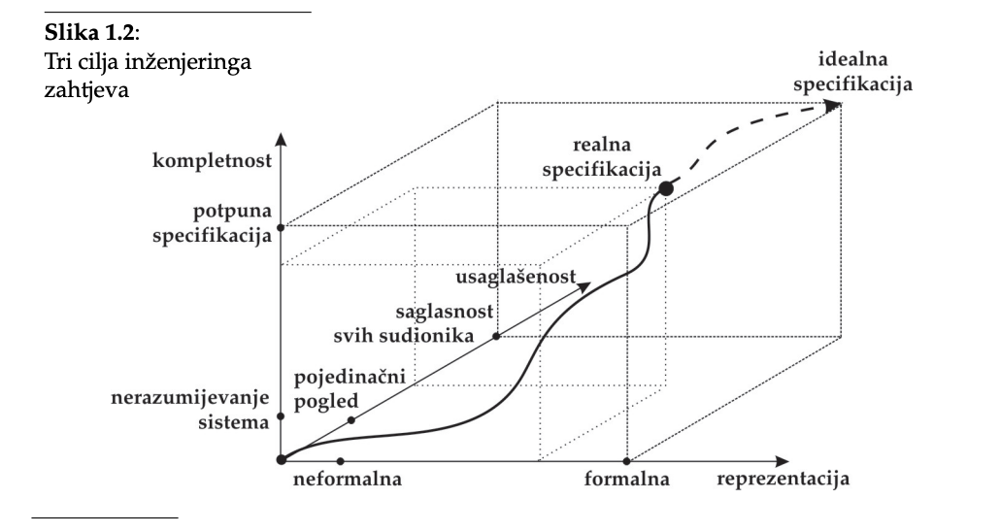 Slika 1.2:
Tri cilja inženjeringa
zahtjeva
idealna
specifikacija
realna
specifikacija
kompletnost
potpuna
specifikacija
usaglašenost
saglasnost
svih sudionika
pojedinačni
pogled
nerazumijevanje
sistema
neformalna
formalna
reprezentacija